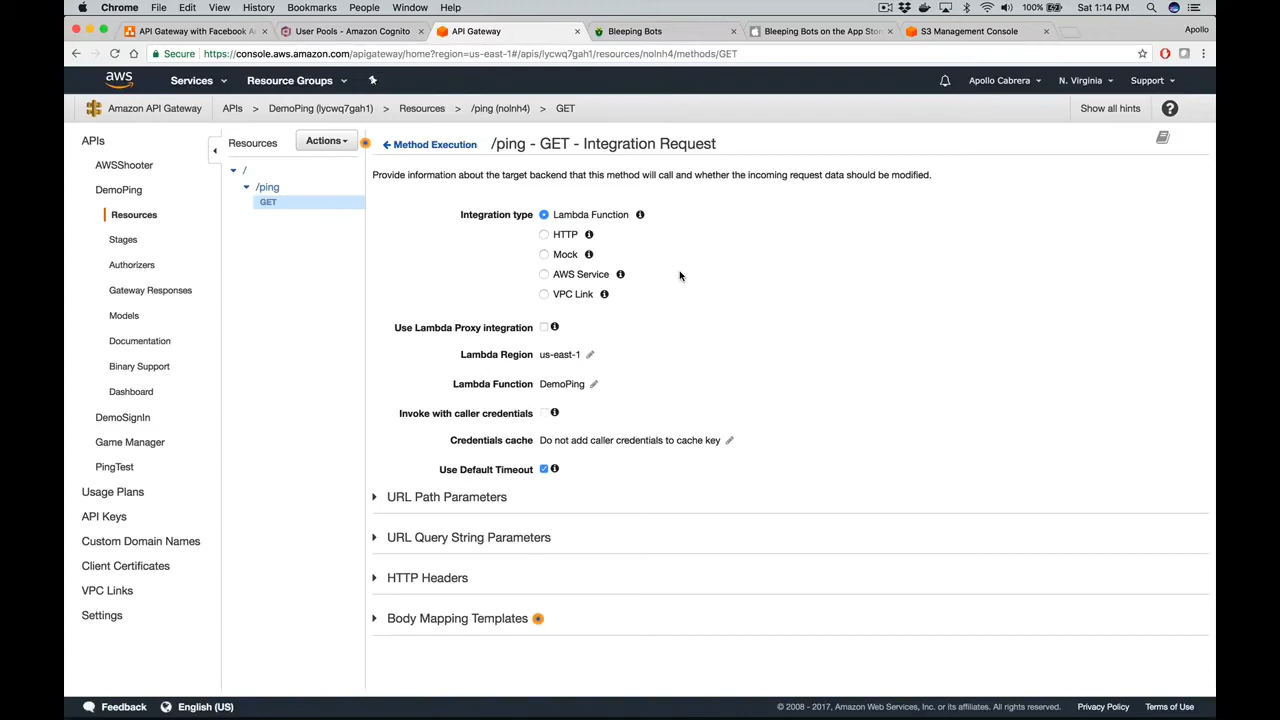 Chrome File Edit View History Bookmarks People Window Help 100% Sat 1:14 PM
API Gateway with Facebook A User Pools - Amazon Cognito API Gateway Bleeping Bots Bleeping Bots on the App Stor S3 Management Console Apollo
Secure https://console.aws.amazon.com/apigateway/home?region=us-east-1#/apis/lycwq7gah1/resources/nolnh4/methods/GET
aws Services Resource Groups Apollo Cabrera N. Virginia Support
Amazon API Gateway APIs > DemoPing (lycwq7gah1) > Resources > /ping (nolnh4) > GET Show all hints ?
APIs
AWSShooter
DemoPing
Resources
Stages
Authorizers
Gateway Responses
Models
Documentation
Binary Support
Dashboard
DemoSignIn
Game Manager
PingTest
Usage Plans
API Keys
Custom Domain Names
Client Certificates
VPC Links
Settings
Resources Actions
/
/ping
GET
Method Execution /ping - GET - Integration Request
Provide information about the target backend that this method will call and whether the incoming request data should be modified.
Integration type Lambda Function
HTTP
Mock
AWS Service
VPC Link
Use Lambda Proxy integration
Lambda Region us-east-1
Lambda Function DemoPing
Invoke with caller credentials
Credentials cache Do not add caller credentials to cache key
Use Default Timeout
URL Path Parameters
URL Query String Parameters
HTTP Headers
Body Mapping Templates
Feedback English (US) © 2008 - 2017, Amazon Web Services, Inc. or its affiliates. All rights reserved. Privacy Policy Terms of Use